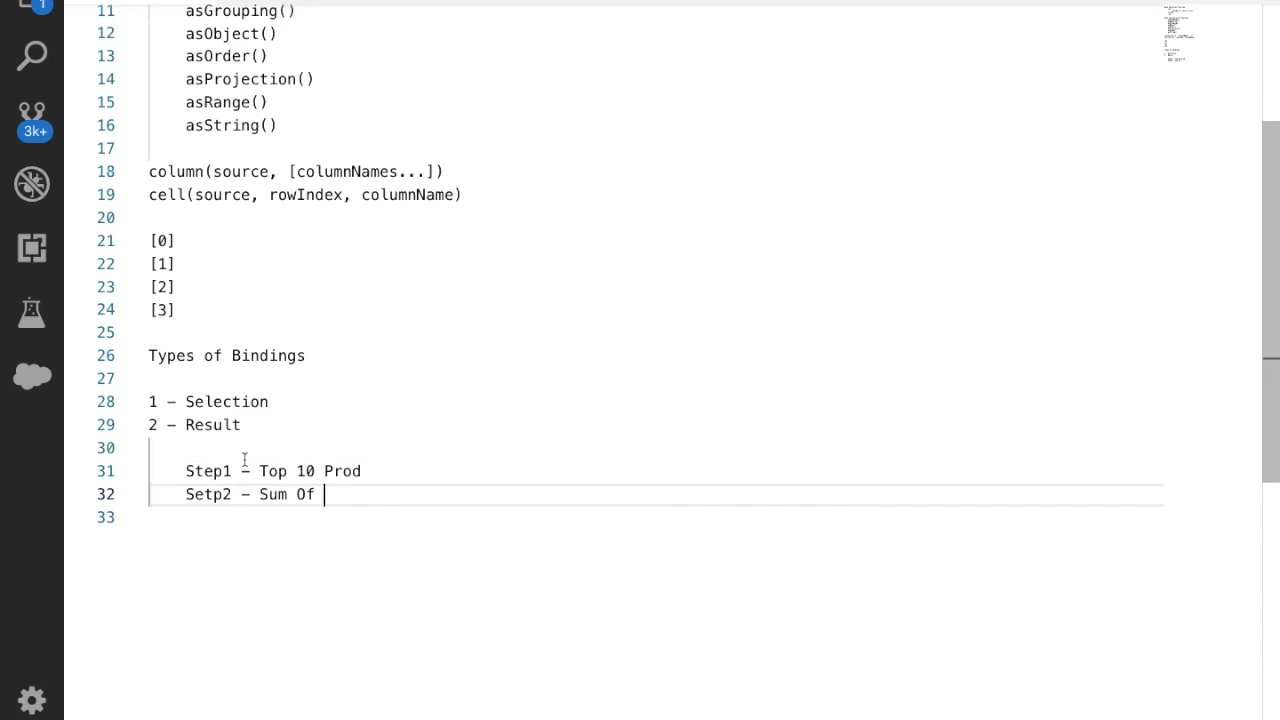 1
3k+
11 asGrouping()
12 asObject()
13 asOrder()
14 asProjection()
15 asRange()
16 asString()
17
18 column(source, [columnNames...])
19 cell(source, rowIndex, columnName)
20
21 [0]
22 [1]
23 [2]
24 [3]
25
26 Types of Bindings
27
28 1 – Selection
29 2 – Result
30
31 Step1 – Top 10 Prod
32 Setp2 – Sum Of
33